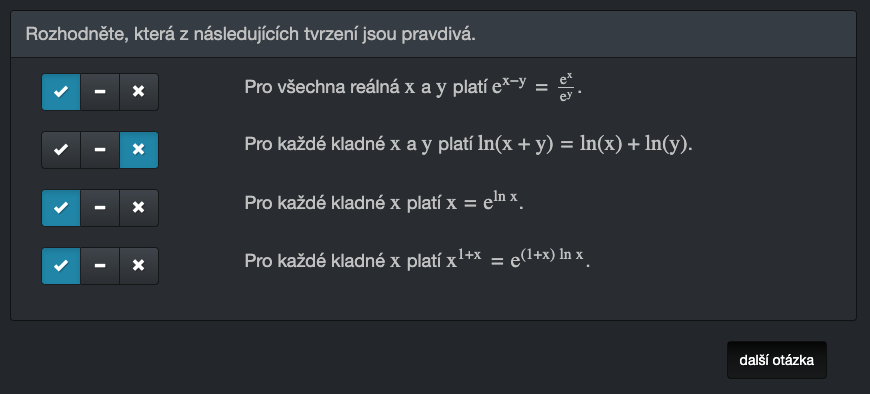 Rozhodněte, která z následujících tvrzení jsou pravdivá.
Pro všechna reálná x a y platí e^{x−y} = \frac{e^x}{e^y}.
Pro každé kladné x a y platí ln(x + y) = ln(x) + ln(y).
Pro každé kladné x platí x = e^{ln x}.
Pro každé kladné x platí x^{1+x} = e^{(1+x) ln x}.
další otázka